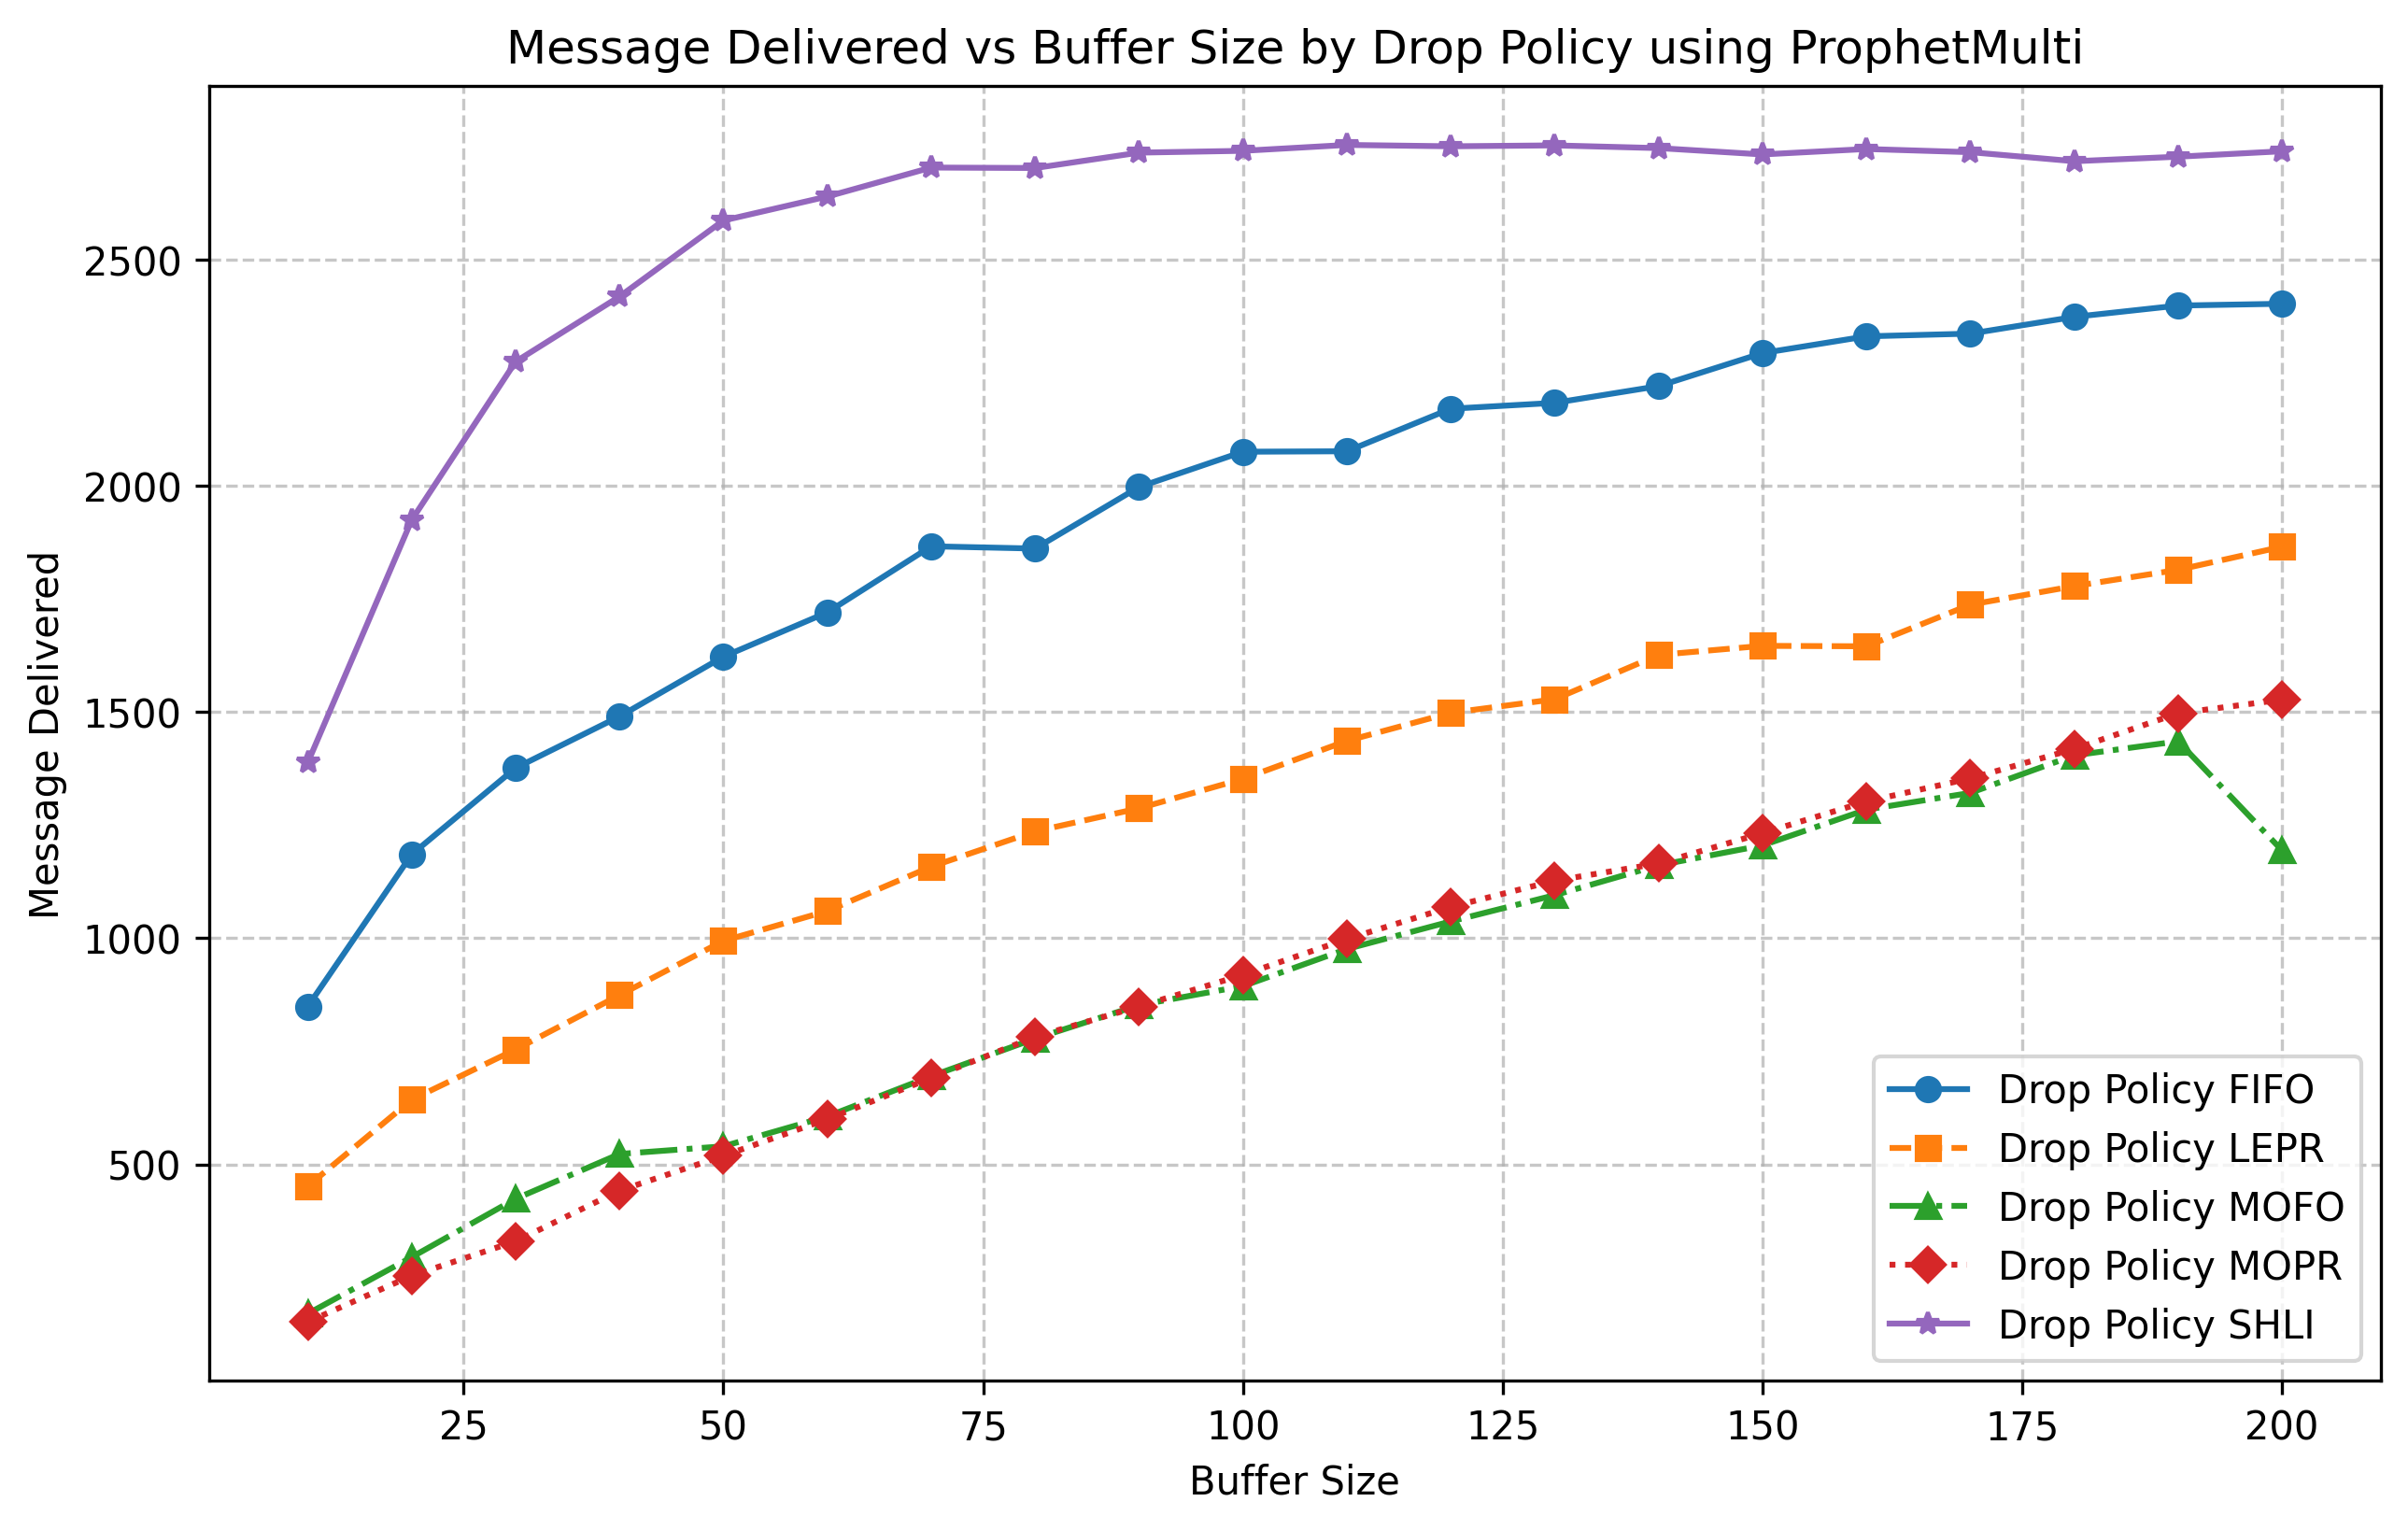 Message Delivered vs Buffer Size by Drop Policy using ProphetMulti
Message Delivered
2500
2000
1500
1000
500
25 50 75 100 125 150 175 200
Buffer Size
Drop Policy FIFO
Drop Policy LEPR
Drop Policy MOFO
Drop Policy MOPR
Drop Policy SHLI